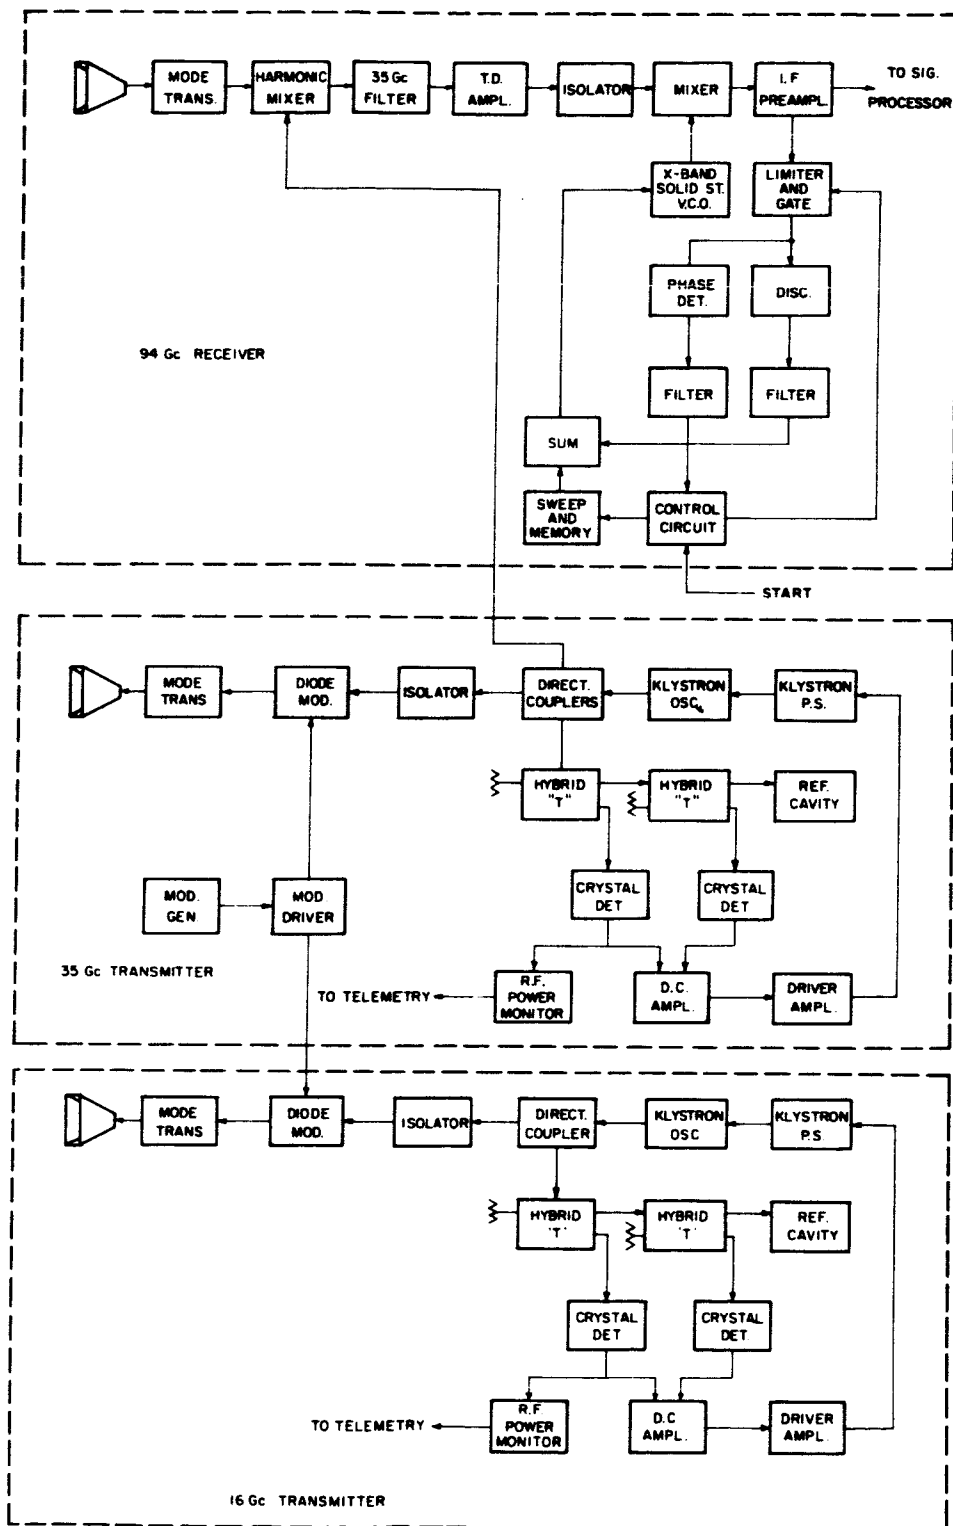 MODE
TRANS.
HARMONIC
MIXER
35 Gc
FILTER
T.D.
AMPL.
ISOLATOR
MIXER
I.F
PREAMPL.
TO SIG.
PROCESSOR
X-BAND
SOLID ST.
V.C.O.
LIMITER
AND
GATE
PHASE
DET.
DISC.
94 Gc RECEIVER
FILTER
FILTER
SUM
SWEEP
AND
MEMORY
CONTROL
CIRCUIT
START
MODE
TRANS
DIODE
MOD.
ISOLATOR
DIRECT.
COUPLERS
KLYSTRON
OSC.
KLYSTRON
P.S.
HYBRID
"T"
HYBRID
"T"
REF.
CAVITY
CRYSTAL
DET
CRYSTAL
DET
MOD.
GEN.
MOD.
DRIVER
35 Gc TRANSMITTER
TO TELEMETRY
R.F.
POWER
MONITOR
D.C.
AMPL.
DRIVER
AMPL.
MODE
TRANS
DIODE
MOD.
ISOLATOR
DIRECT.
COUPLER
KLYSTRON
OSC
KLYSTRON
P.S.
HYBRID
'T'
HYBRID
'T'
REF.
CAVITY
CRYSTAL
DET
CRYSTAL
DET.
TO TELEMETRY
R.F.
POWER
MONITOR
D.C
AMPL.
DRIVER
AMPL.
16 Gc TRANSMITTER